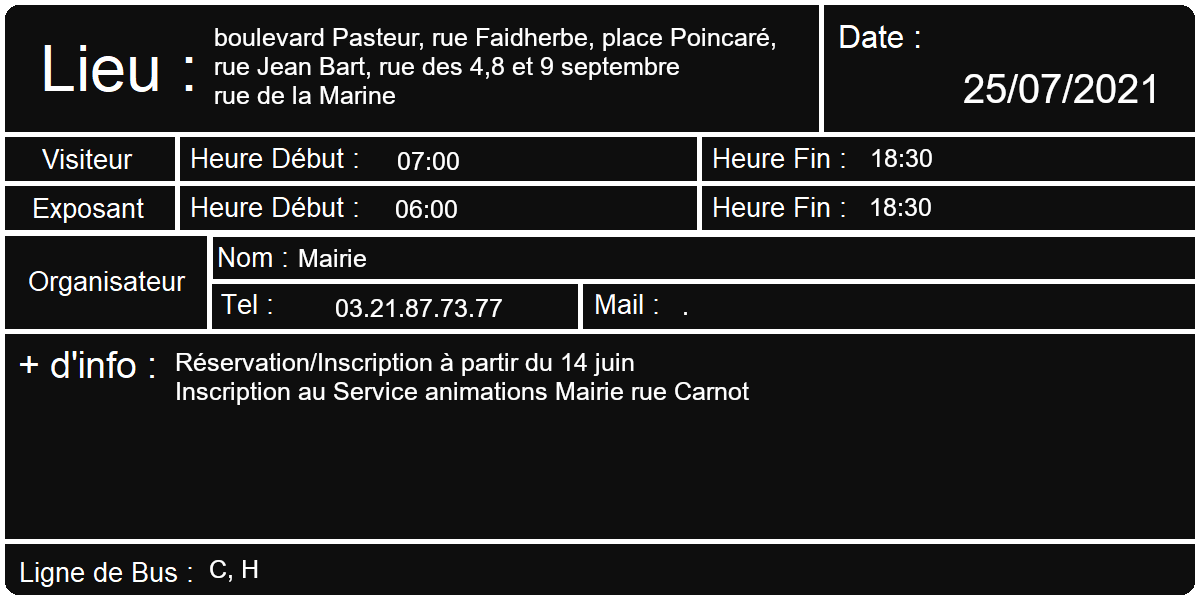 Lieu : boulevard Pasteur, rue Faidherbe, place Poincaré,
rue Jean Bart, rue des 4,8 et 9 septembre
rue de la Marine
Date :
25/07/2021
Visiteur Heure Début : 07:00 Heure Fin : 18:30
Exposant Heure Début : 06:00 Heure Fin : 18:30
Organisateur
Nom : Mairie
Tel : 03.21.87.73.77 Mail : .
+ d'info : Réservation/Inscription à partir du 14 juin
Inscription au Service animations Mairie rue Carnot
Ligne de Bus : C, H